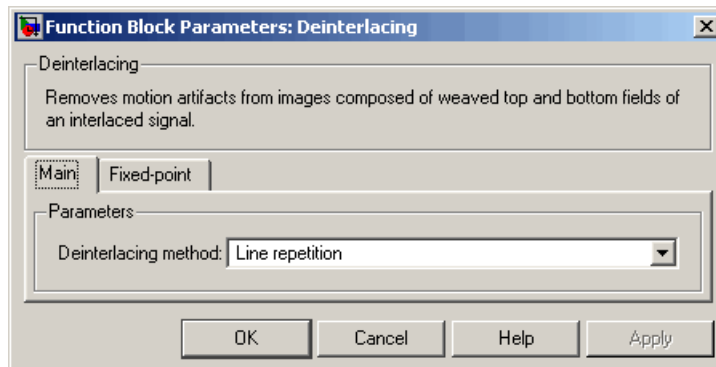 Function Block Parameters: Deinterlacing
Deinterlacing
Removes motion artifacts from images composed of weaved top and bottom fields of
an interlaced signal.
Main Fixed-point
Parameters
Deinterlacing method: Line repetition
OK Cancel Help Apply